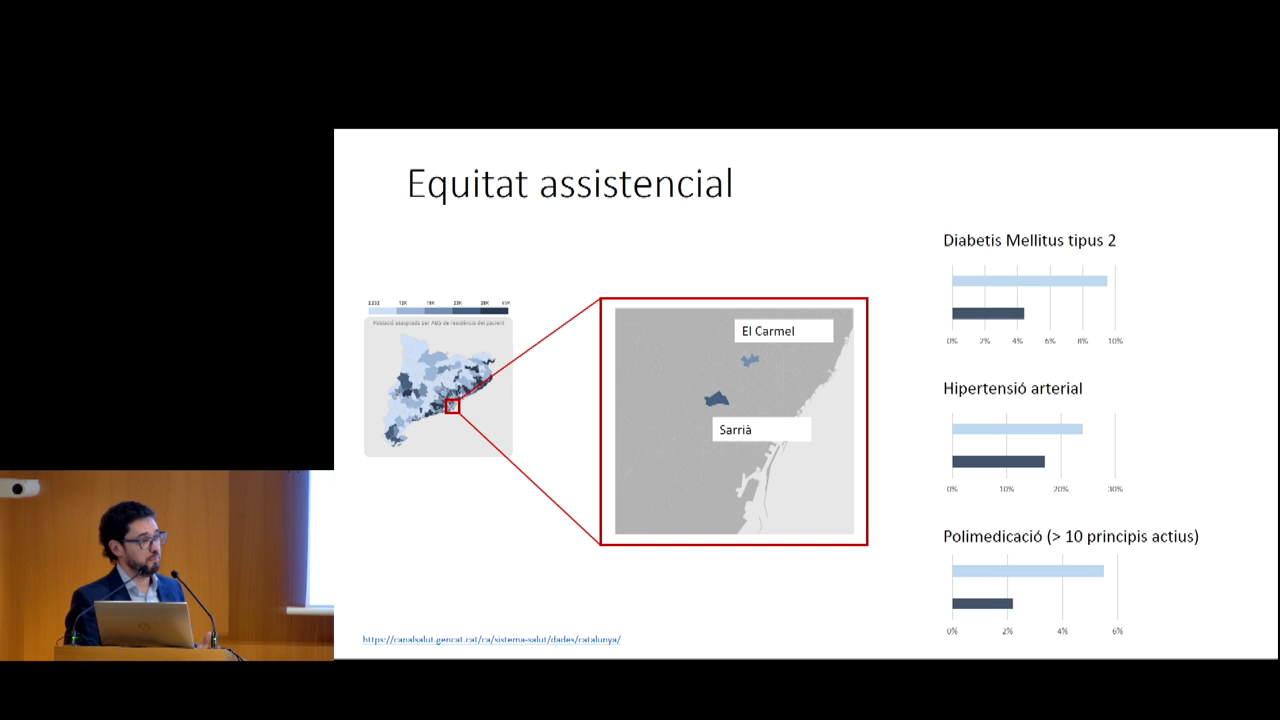 Equitat assistencial
Població assignada per ABS de residència del pacient
El Carmel
Sarrià
https://canalsalut.gencat.cat/ca/sistema-salut/dades/catalunya/
Diabetis Mellitus tipus 2
0% 2% 4% 6% 8% 10%
Hipertensió arterial
0% 10% 20% 30%
Polimedicació (> 10 principis actius)
0% 2% 4% 6%